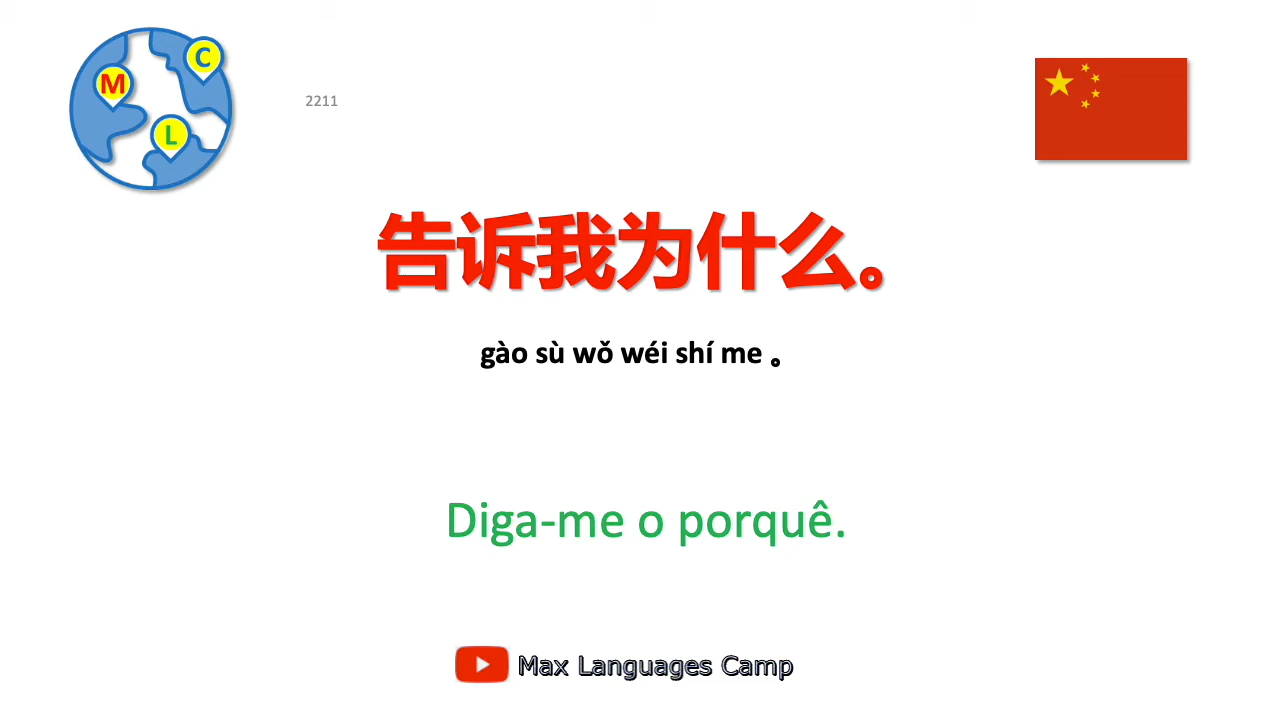 M
C
L
2211
告诉我为什么。
gào sù wǒ wéi shí me 。
Diga-me o porquê.
Max Languages Camp